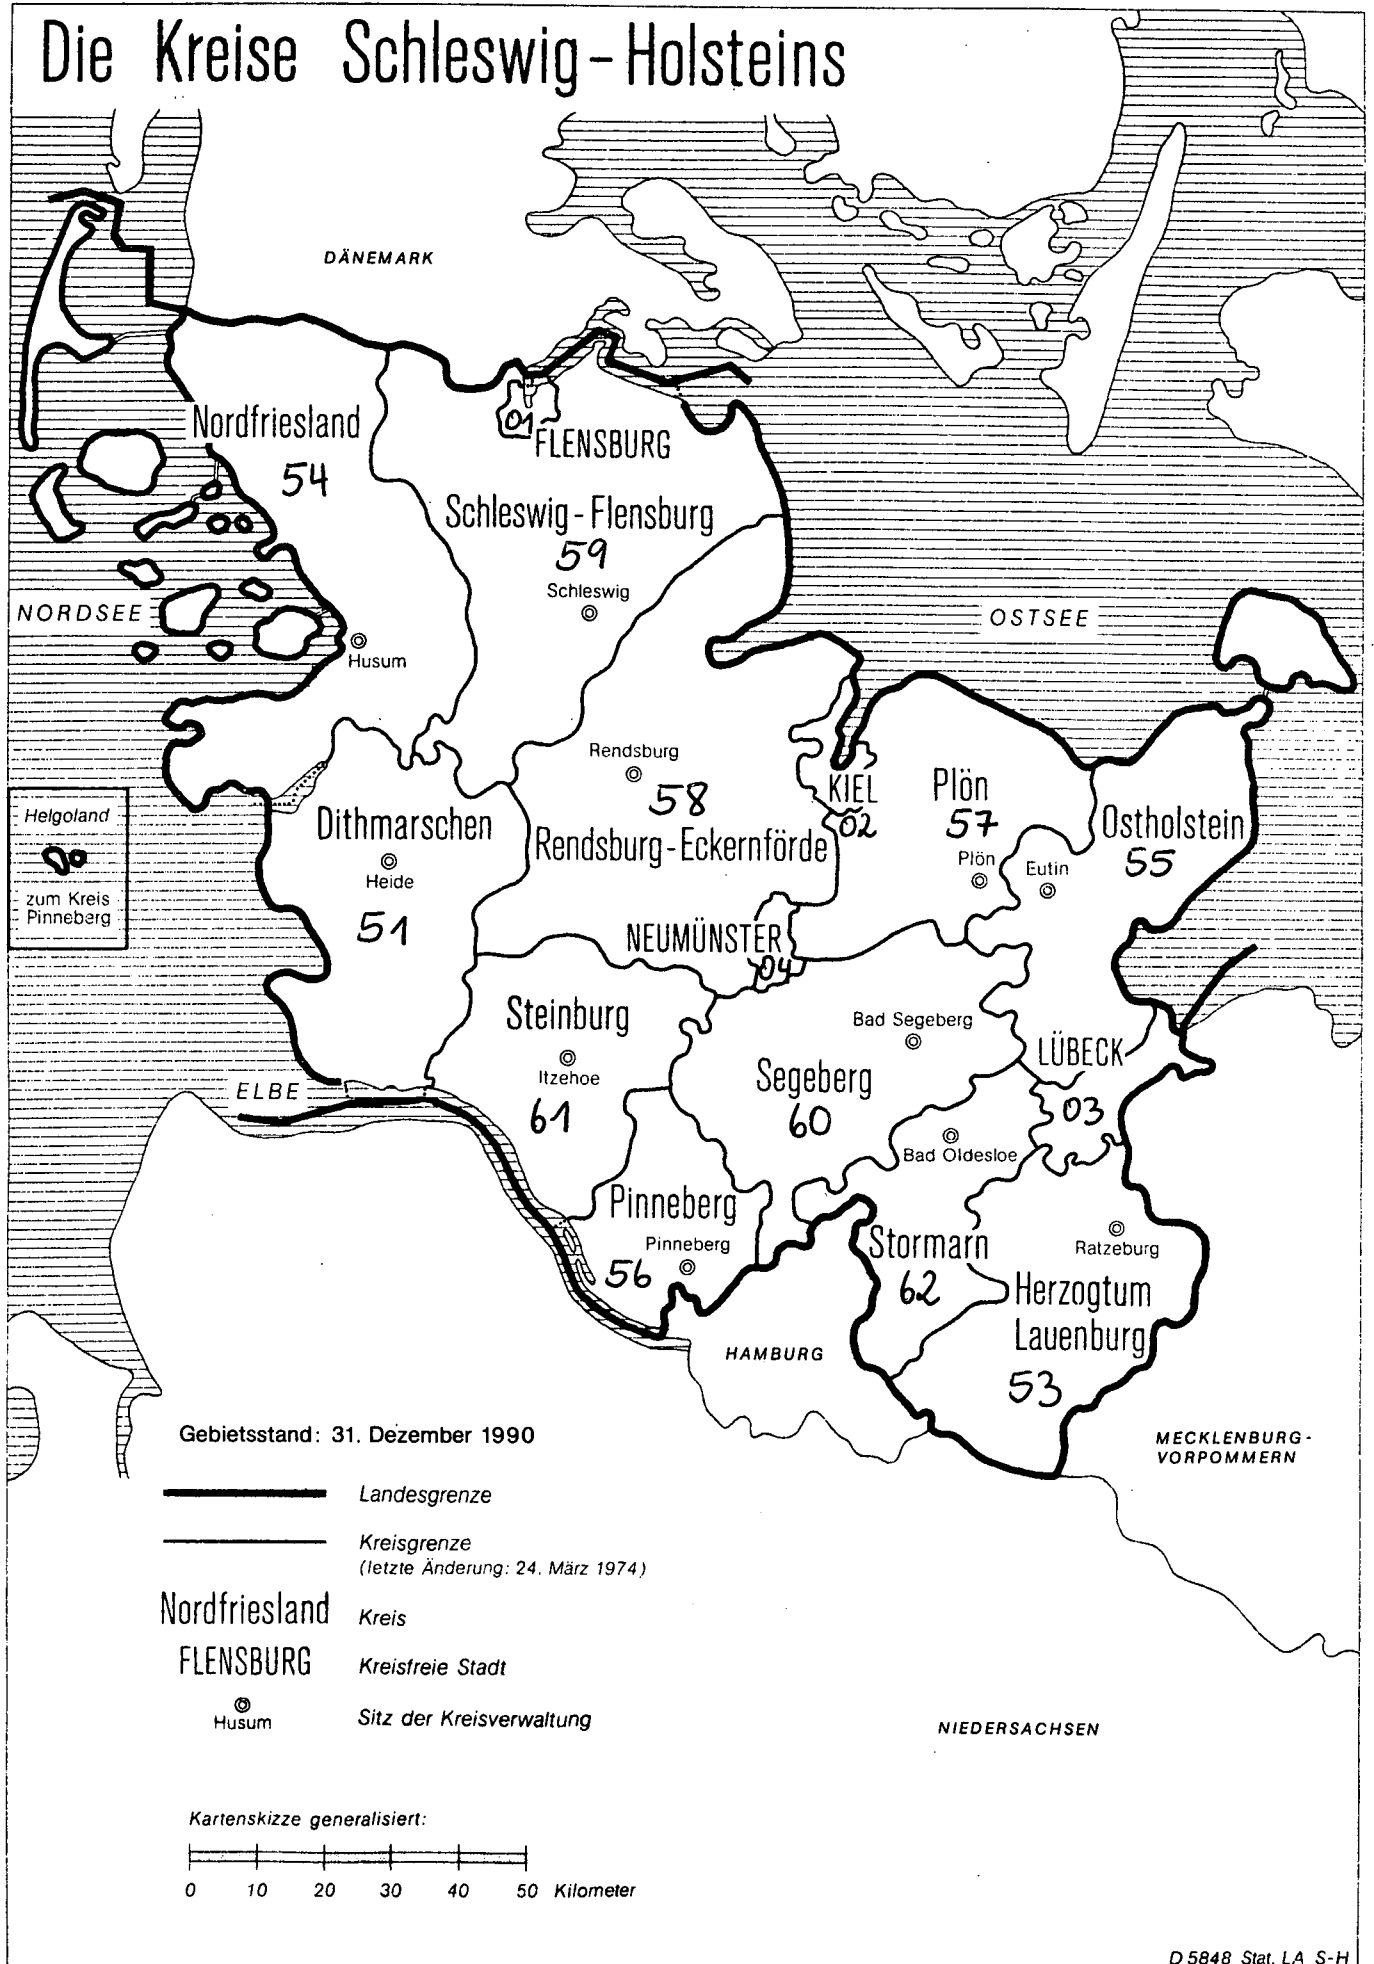 Die Kreise Schleswig-Holsteins
DÄNEMARK
Nordfriesland
54
01
FLENSBURG
Schleswig-Flensburg
59
Schleswig
NORDSEE
OSTSEE
Husum
Rendsburg
58
Rendsburg-Eckernförde
KIEL
02
Plön
57
Plön
Eutin
Ostholstein
55
Helgoland
zum Kreis
Pinneberg
Dithmarschen
Heide
51
NEUMÜNSTER
04
Steinburg
Itzehoe
61
Bad Segeberg
Segeberg
60
LÜBECK
03
ELBE
Bad Oldesloe
Pinneberg
Pinneberg
56
Stormarn
62
Ratzeburg
Herzogtum
Lauenburg
53
HAMBURG
MECKLENBURG-
VORPOMMERN
Gebietsstand: 31. Dezember 1990
Landesgrenze
Kreisgrenze
(letzte Änderung: 24. März 1974)
Nordfriesland Kreis
FLENSBURG Kreisfreie Stadt
Husum Sitz der Kreisverwaltung
NIEDERSACHSEN
Kartenskizze generalisiert:
0 10 20 30 40 50 Kilometer
D 5848 Stat. LA S-H